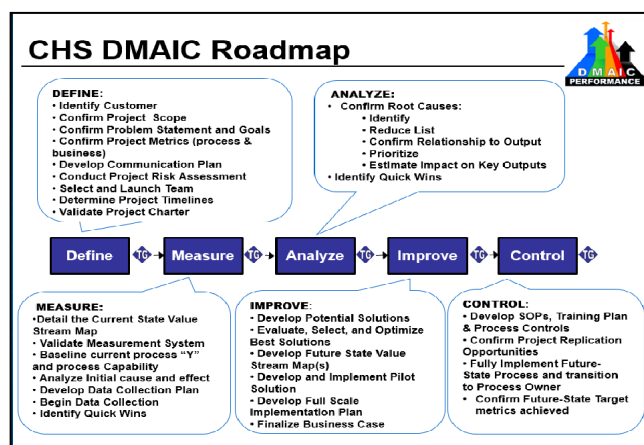 CHS DMAIC Roadmap
DMAIC
PERFORMANCE
DEFINE:
• Identify Customer
• Confirm Project Scope
• Confirm Problem Statement and Goals
• Confirm Project Metrics (process &
business)
• Develop Communication Plan
• Conduct Project Risk Assessment
• Select and Launch Team
• Determine Project Timelines
• Validate Project Charter
ANALYZE:
• Confirm Root Causes:
• Identify
• Reduce List
• Confirm Relationship to Output
• Prioritize
• Estimate Impact on Key Outputs
• Identify Quick Wins
Define TG Measure TG Analyze TG Improve TG Control TG
MEASURE:
•Detail the Current State Value
Stream Map
• Validate Measurement System
• Baseline current process “Y”
and process Capability
• Analyze Initial cause and effect
• Develop Data Collection Plan
• Begin Data Collection
• Identify Quick Wins
IMPROVE:
• Develop Potential Solutions
• Evaluate, Select, and Optimize
Best Solutions
• Develop Future State Value
Stream Map(s)
• Develop and Implement Pilot
Solution
• Develop Full Scale
Implementation Plan
• Finalize Business Case
CONTROL:
• Develop SOPs, Training Plan
& Process Controls
• Confirm Project Replication
Opportunities
• Fully Implement Future-
State Process and transition
to Process Owner
• Confirm Future-State Target
metrics achieved